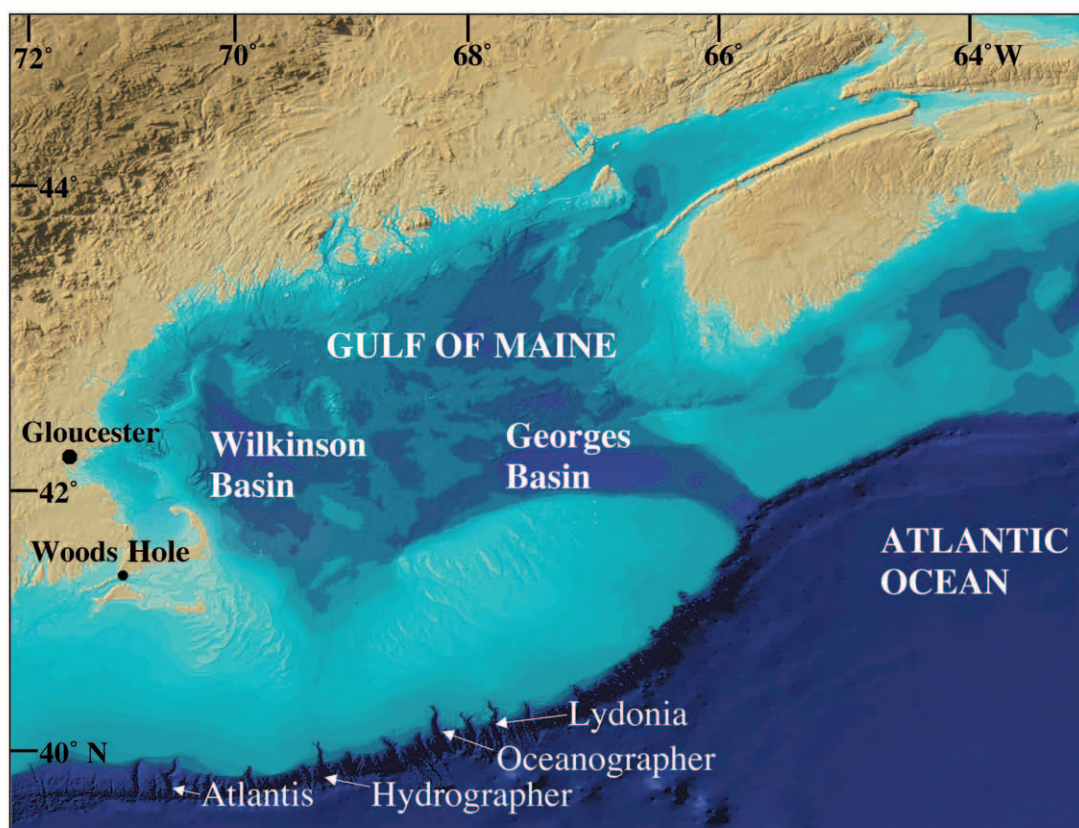 72°
70°
68°
66°
64°W
44°
GULF OF MAINE
Gloucester
Wilkinson
Basin
Georges
Basin
42°
Woods Hole
ATLANTIC
OCEAN
Lydonia
40° N
Oceanographer
Atlantis
Hydrographer